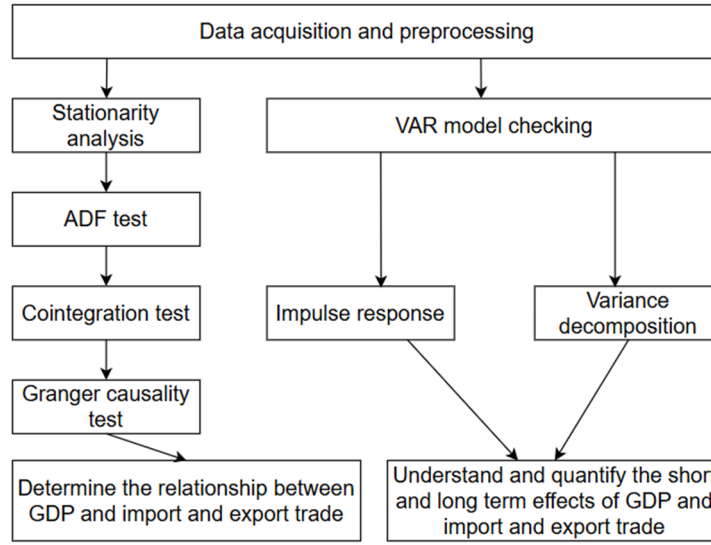 Data acquisition and preprocessing
Stationarity
analysis
VAR model checking
ADF test
Cointegration test
Impulse response
Variance
decomposition
Granger causality
test
Determine the relationship between
GDP and import and export trade
Understand and quantify the short
and long term effects of GDP and
import and export trade